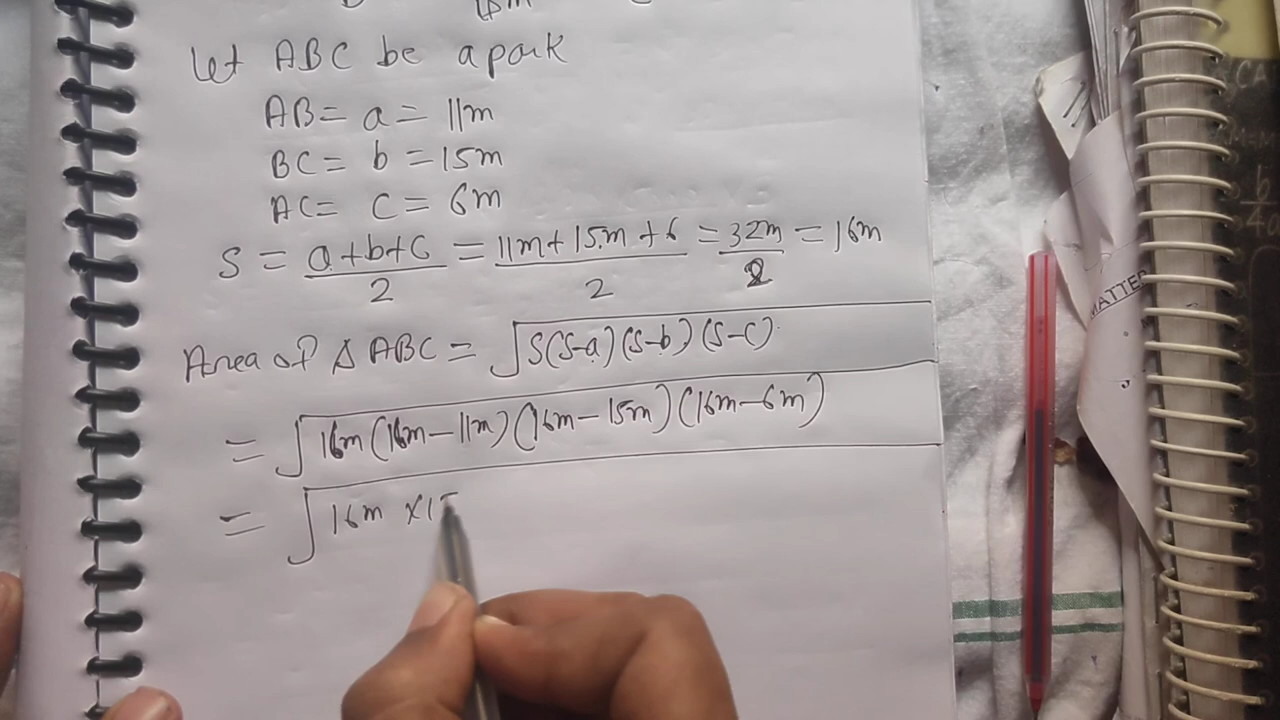 Let ABC be a park
AB = a = 11m
BC = b = 15m
AC = C = 6m
S = a+b+c/2 = 11m+15m+6/2 = 32m/2 = 16m
Area of Δ ABC = √S(S-a)(S-b)(S-C)
= √16m(16m-11m)(16m-15m)(16m-6m)
= √16m ×
MATTER